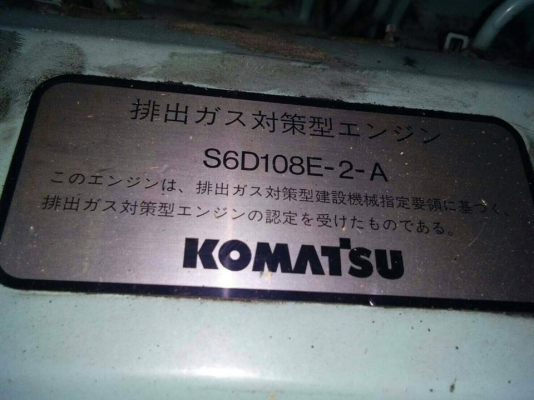 排出ガス対策型エンジン
S6D108E-2-A
このエンジンは、排出ガス対策型建設機械指定要領に基づく、
排出ガス対策型エンジンの認定を受けたものである。
KOMATSU